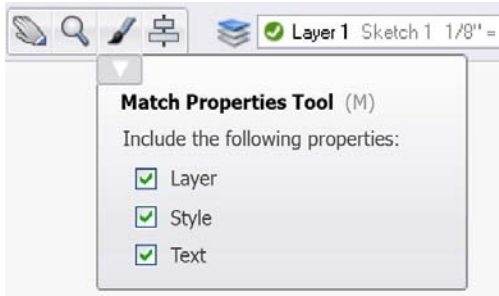 Layer 1 Sketch 1 1/8" =
Match Properties Tool (M)
Include the following properties:
Layer
Style
Text